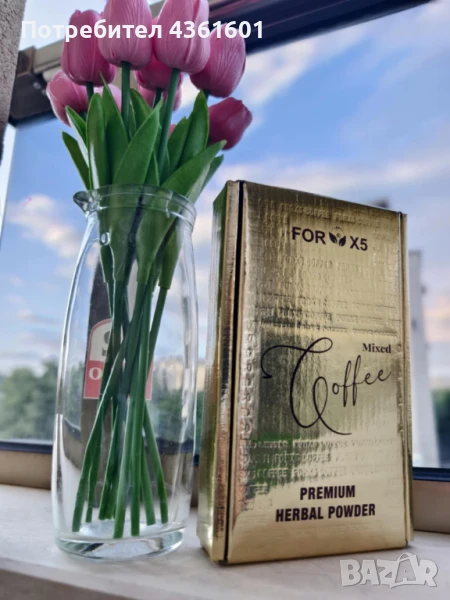 Потребител 4361601
FOR X5
Mixed
Coffee
PREMIUM
HERBAL POWDER
BAZAR